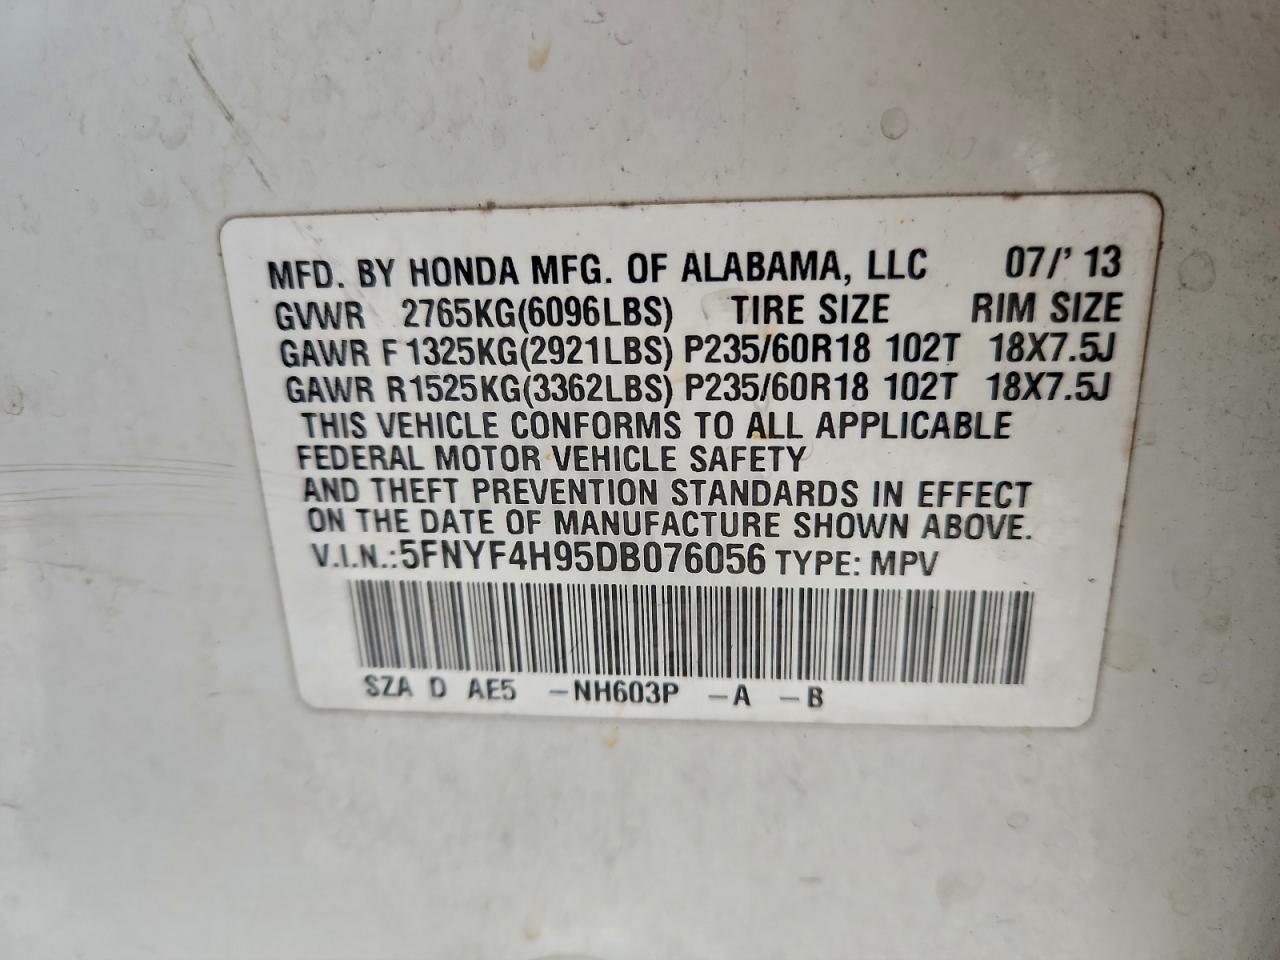 MFD. BY HONDA MFG. OF ALABAMA, LLC 07/' 13
GVWR 2765KG(6096LBS) TIRE SIZE RIM SIZE
GAWR F 1325KG(2921LBS) P235/60R18 102T 18X7.5J
GAWR R1525KG(3362LBS) P235/60R18 102T 18X7.5J
THIS VEHICLE CONFORMS TO ALL APPLICABLE
FEDERAL MOTOR VEHICLE SAFETY
AND THEFT PREVENTION STANDARDS IN EFFECT
ON THE DATE OF MANUFACTURE SHOWN ABOVE.
V.I.N.:5FNYF4H95DB076056 TYPE: MPV
SZA D AE5 -NH603P -A -B